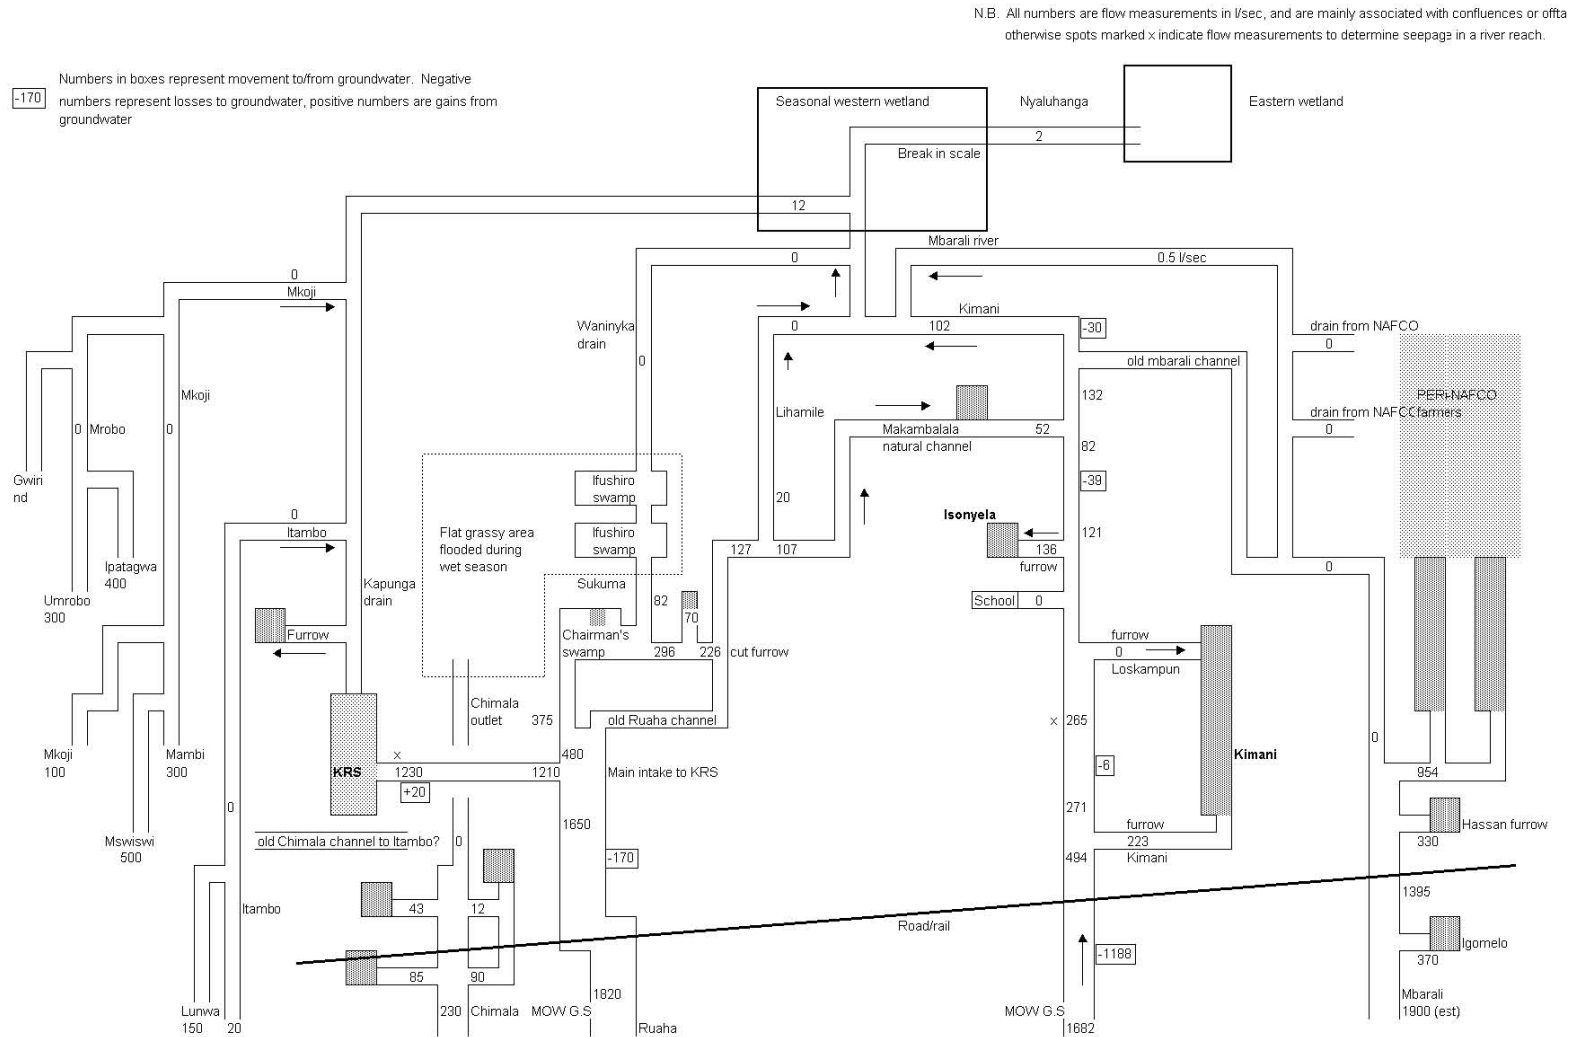 N.B. All numbers are flow measurements in l/sec, and are mainly associated with confluences or offta
otherwise spots marked x indicate flow measurements to determine seepage in a river reach.
Numbers in boxes represent movement to/from groundwater. Negative
-170
numbers represent losses to groundwater, positive numbers are gains from
groundwater
Seasonal western wetland
Nyaluhanga
Eastern wetland
2
Break in scale
12
Mbarali river
0
0.5 l/sec
0
Mkoji
Kimani
Waninyka
drain
0
102
-30
drain from NAFCO
0
old mbarali channel
0
Mkoji
132
PERI-NAFCO
Lihamile
drain from NAFCO farmers
0
Mrobo
0
Makambalala
52
0
natural channel
82
Gwiri
nd
Ifushiro
swamp
-39
20
0
Isonyela
Itambo
Flat grassy area
flooded during
wet season
Ifushiro
swamp
121
127
107
136
furrow
Ipatagwa
400
0
Kapunga
drain
Sukuma
Umrobo
300
82
70
School
0
Furrow
Chairman's
swamp
296
226
cut furrow
furrow
0
Loskampun
Chimala
outlet
375
old Ruaha channel
x
265
0
Mkoji
100
Mambi
300
x
480
KRS
1230
1210
Main intake to KRS
-6
Kimani
954
+20
0
271
Mswiswi
500
old Chimala channel to Itambo?
0
1650
furrow
223
Kimani
Hassan furrow
330
-170
494
1395
Itambo
43
12
Road/rail
Igomelo
370
85
90
-1188
1820
Mbarali
1900 (est)
Lunwa
150
20
230
Chimala
MOW G.S
Ruaha
MOW G.S
1682